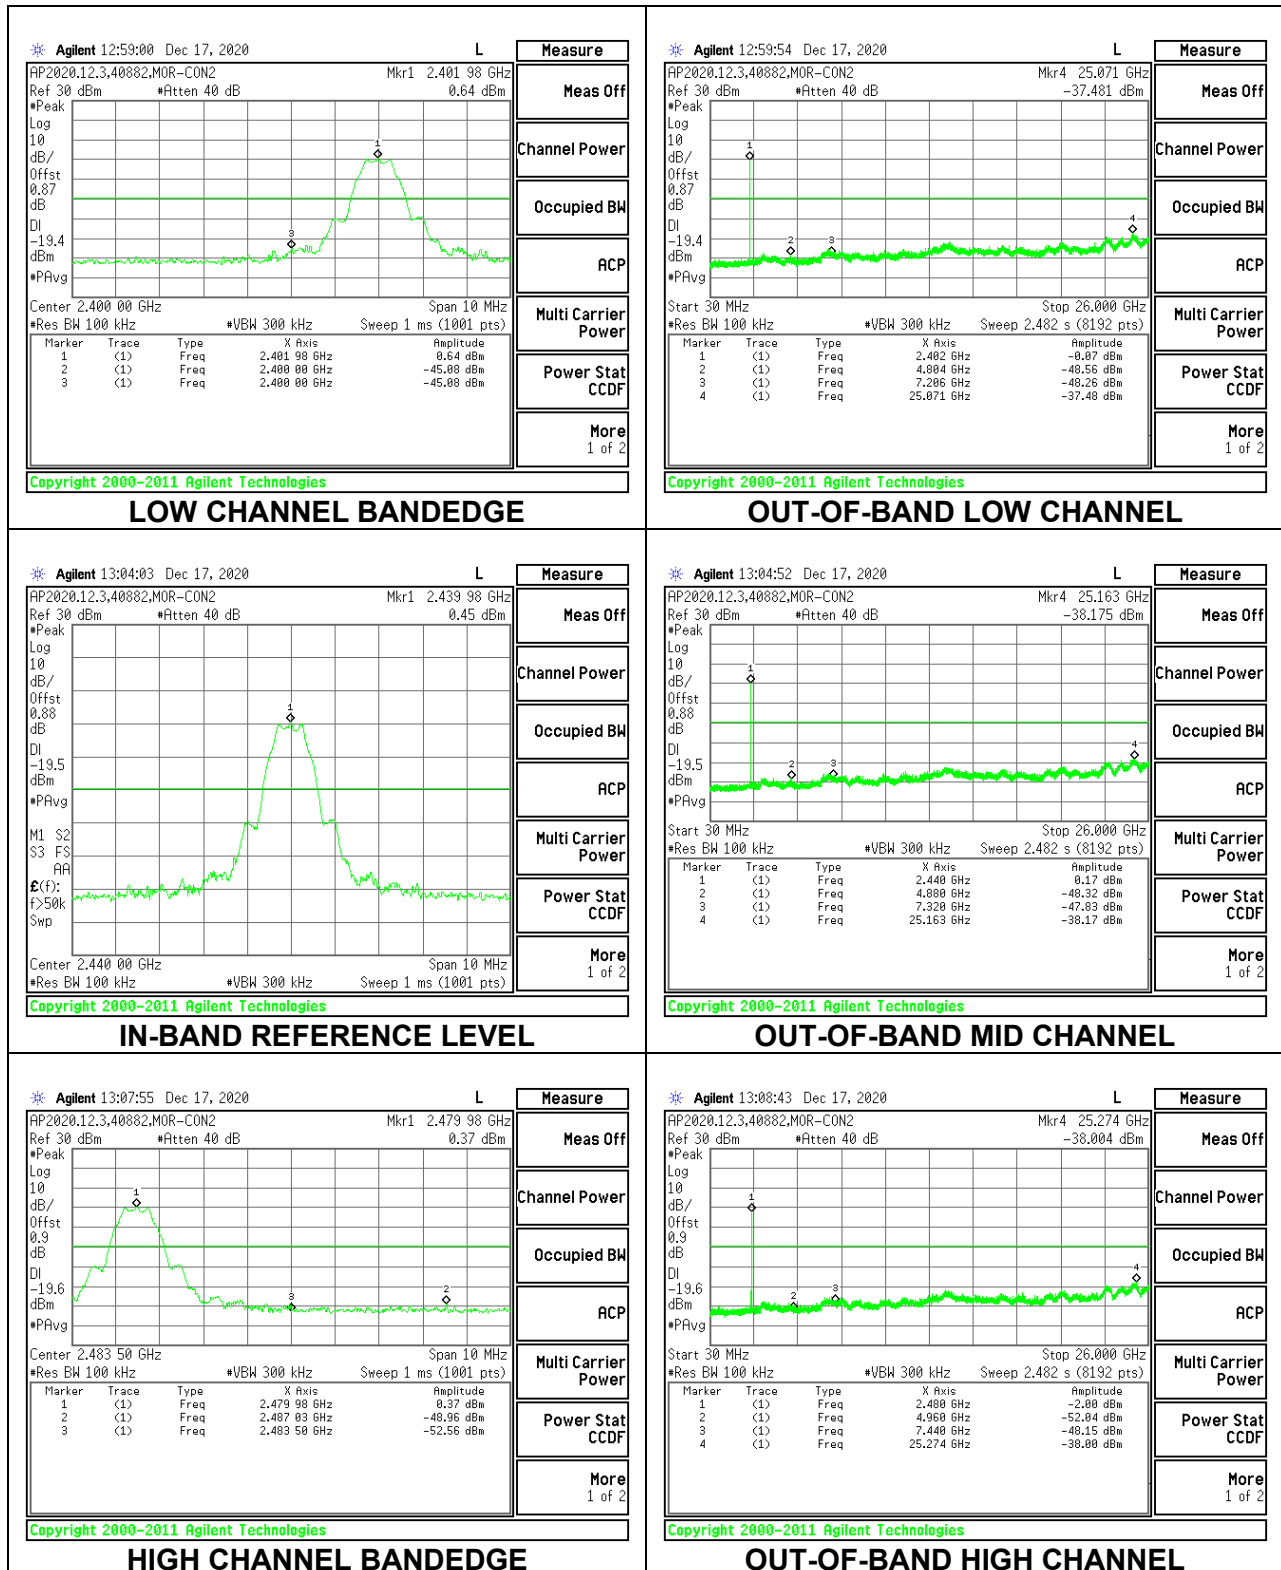 Agilent 12:59:00 Dec 17, 2020 L Measure
AP2020.12.3,40882,MOR-CON2 Mkr1 2.401 98 GHz
Ref 30 dBm #Atten 40 dB 0.64 dBm Meas Off
#Peak
Log
10
dB/
Offst
0.87
dB
DI
-19.4
dBm
#PAvg
1
3
Channel Power
Occupied BW
ACP
Center 2.400 00 GHz Span 10 MHz
#Res BW 100 kHz #VBW 300 kHz Sweep 1 ms (1001 pts)
Multi Carrier
Power
Marker Trace Type X Axis Amplitude
1 (1) Freq 2.401 98 GHz 0.64 dBm
2 (1) Freq 2.400 00 GHz -45.08 dBm
3 (1) Freq 2.400 00 GHz -45.08 dBm
Power Stat
CCDF
More
1 of 2
Copyright 2000-2011 Agilent Technologies
LOW CHANNEL BANDEDGE
Agilent 12:59:54 Dec 17, 2020 L Measure
AP2020.12.3,40882,MOR-CON2 Mkr4 25.071 GHz
Ref 30 dBm #Atten 40 dB -37.481 dBm Meas Off
#Peak
Log
10
dB/
Offst
0.87
dB
DI
-19.4
dBm
#PAvg
1
2
3
4
Channel Power
Occupied BW
ACP
Start 30 MHz Stop 26.000 GHz
#Res BW 100 kHz #VBW 300 kHz Sweep 2.482 s (8192 pts)
Multi Carrier
Power
Marker Trace Type X Axis Amplitude
1 (1) Freq 2.402 GHz -0.07 dBm
2 (1) Freq 4.804 GHz -48.56 dBm
3 (1) Freq 7.206 GHz -48.26 dBm
4 (1) Freq 25.071 GHz -37.48 dBm
Power Stat
CCDF
More
1 of 2
Copyright 2000-2011 Agilent Technologies
OUT-OF-BAND LOW CHANNEL
Agilent 13:04:03 Dec 17, 2020 L Measure
AP2020.12.3,40882,MOR-CON2 Mkr1 2.439 98 GHz
Ref 30 dBm #Atten 40 dB 0.45 dBm Meas Off
#Peak
Log
10
dB/
Offst
0.88
dB
DI
-19.5
dBm
#PAvg
M1 S2
S3 FS
AA
£(f):
f>50k
Swp
1
Channel Power
Occupied BW
ACP
Multi Carrier
Power
Power Stat
CCDF
More
1 of 2
Center 2.440 00 GHz Span 10 MHz
#Res BW 100 kHz #VBW 300 kHz Sweep 1 ms (1001 pts)
Copyright 2000-2011 Agilent Technologies
IN-BAND REFERENCE LEVEL
Agilent 13:04:52 Dec 17, 2020 L Measure
AP2020.12.3,40882,MOR-CON2 Mkr4 25.163 GHz
Ref 30 dBm #Atten 40 dB -38.175 dBm Meas Off
#Peak
Log
10
dB/
Offst
0.88
dB
DI
-19.5
dBm
#PAvg
1
2
3
4
Channel Power
Occupied BW
ACP
Start 30 MHz Stop 26.000 GHz
#Res BW 100 kHz #VBW 300 kHz Sweep 2.482 s (8192 pts)
Multi Carrier
Power
Marker Trace Type X Axis Amplitude
1 (1) Freq 2.440 GHz 0.17 dBm
2 (1) Freq 4.880 GHz -48.32 dBm
3 (1) Freq 7.320 GHz -47.83 dBm
4 (1) Freq 25.163 GHz -38.17 dBm
Power Stat
CCDF
More
1 of 2
Copyright 2000-2011 Agilent Technologies
OUT-OF-BAND MID CHANNEL
Agilent 13:07:55 Dec 17, 2020 L Measure
AP2020.12.3,40882,MOR-CON2 Mkr1 2.479 98 GHz
Ref 30 dBm #Atten 40 dB 0.37 dBm Meas Off
#Peak
Log
10
dB/
Offst
0.9
dB
DI
-19.6
dBm
#PAvg
1
3
2
Channel Power
Occupied BW
ACP
Center 2.483 50 GHz Span 10 MHz
#Res BW 100 kHz #VBW 300 kHz Sweep 1 ms (1001 pts)
Multi Carrier
Power
Marker Trace Type X Axis Amplitude
1 (1) Freq 2.479 98 GHz 0.37 dBm
2 (1) Freq 2.487 03 GHz -48.96 dBm
3 (1) Freq 2.483 50 GHz -52.56 dBm
Power Stat
CCDF
More
1 of 2
Copyright 2000-2011 Agilent Technologies
HIGH CHANNEL BANDEDGE
Agilent 13:08:43 Dec 17, 2020 L Measure
AP2020.12.3,40882,MOR-CON2 Mkr4 25.274 GHz
Ref 30 dBm #Atten 40 dB -38.004 dBm Meas Off
#Peak
Log
10
dB/
Offst
0.9
dB
DI
-19.6
dBm
#PAvg
1
2
3
4
Channel Power
Occupied BW
ACP
Start 30 MHz Stop 26.000 GHz
#Res BW 100 kHz #VBW 300 kHz Sweep 2.482 s (8192 pts)
Multi Carrier
Power
Marker Trace Type X Axis Amplitude
1 (1) Freq 2.480 GHz -2.00 dBm
2 (1) Freq 4.960 GHz -52.04 dBm
3 (1) Freq 7.440 GHz -48.15 dBm
4 (1) Freq 25.274 GHz -38.00 dBm
Power Stat
CCDF
More
1 of 2
Copyright 2000-2011 Agilent Technologies
OUT-OF-BAND HIGH CHANNEL